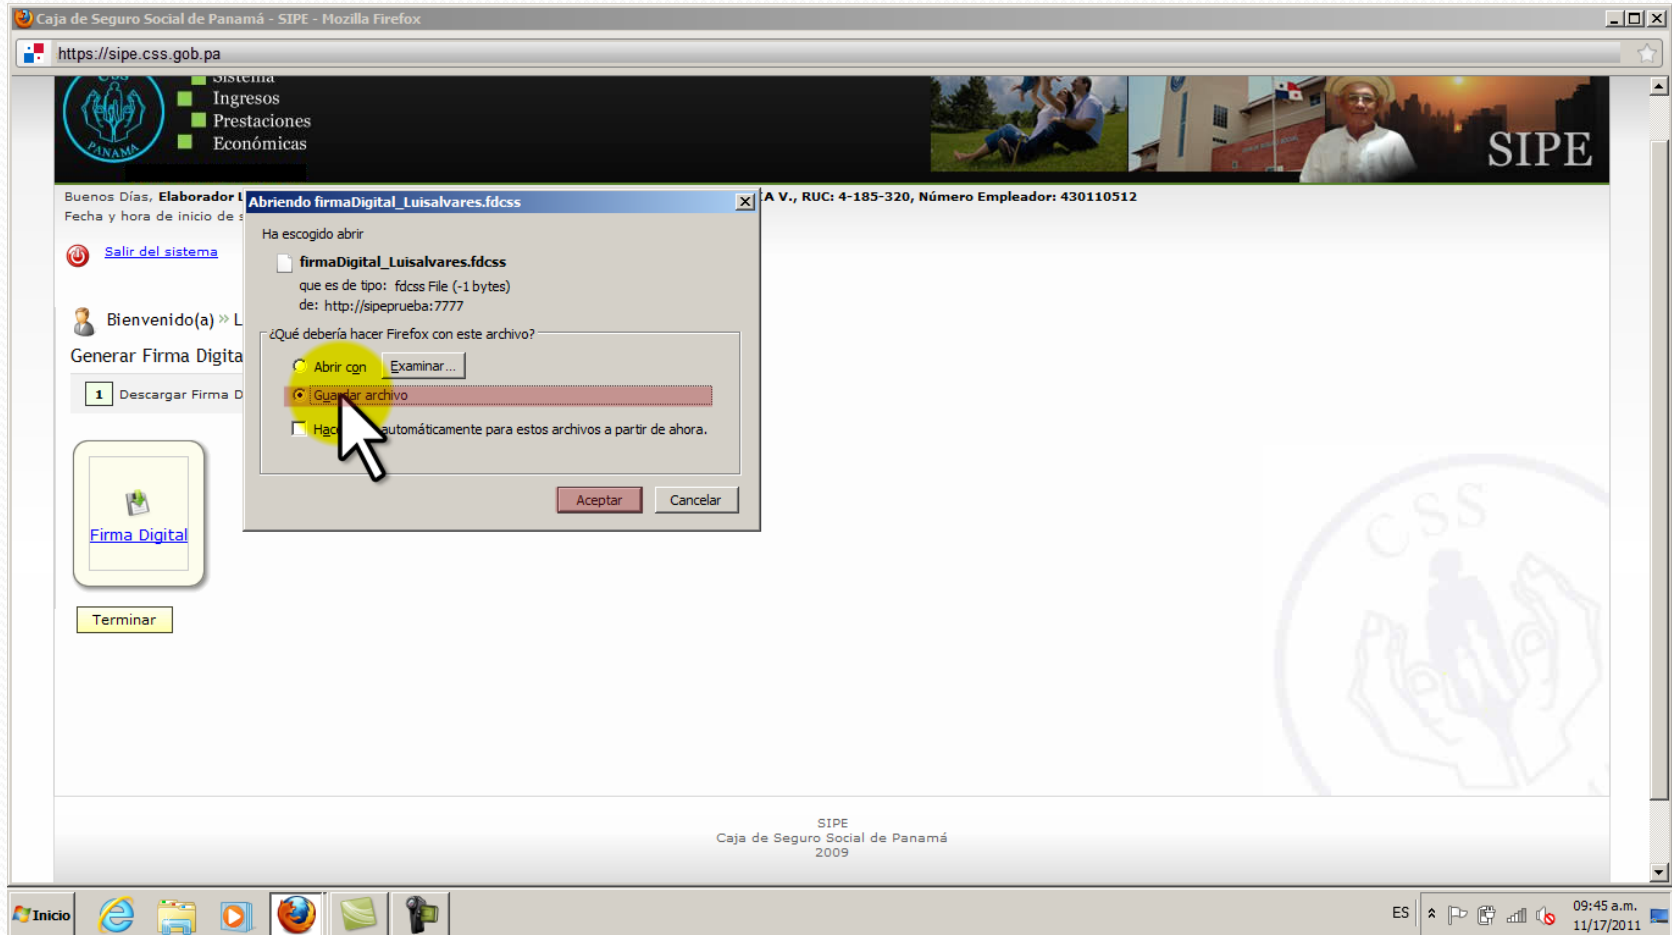 Caja de Seguro Social de Panamá - SIPE - Mozilla Firefox
https://sipe.css.gob.pa
CSS
PANAMA
Sistema
Ingresos
Prestaciones
Económicas
SIPE
Buenos Días, Elaborador L
A V., RUC: 4-185-320, Número Empleador: 430110512
Fecha y hora de inicio de s
Salir del sistema
Bienvenido(a) » L
Generar Firma Digita
1 Descargar Firma D
Firma Digital
Terminar
Abriendo firmaDigital_Luisalvares.fdcss
Ha escogido abrir
firmaDigital_Luisalvares.fdcss
que es de tipo: fdcss File (-1 bytes)
de: http://sipeprueba:7777
¿Qué debería hacer Firefox con este archivo?
Abrir con Examinar...
Guardar archivo
automáticamente para estos archivos a partir de ahora.
Aceptar Cancelar
CSS
SIPE
Caja de Seguro Social de Panamá
2009
Inicio
ES
09:45 a.m.
11/17/2011